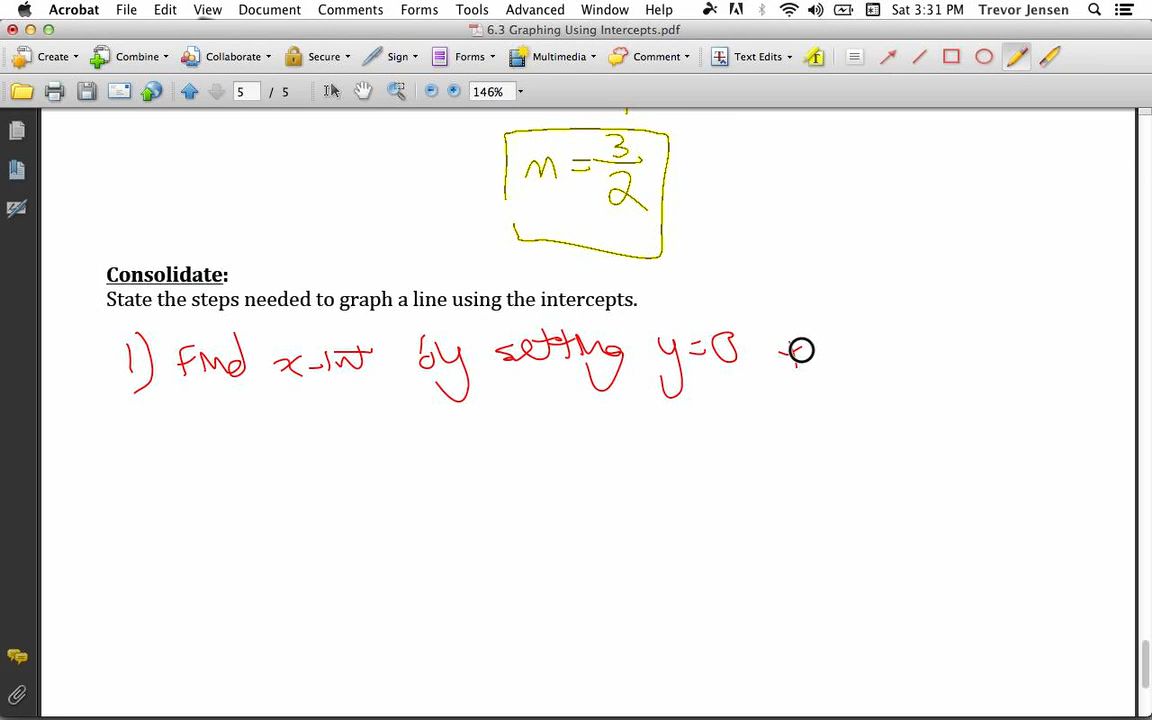 Acrobat File Edit View Document Comments Forms Tools Advanced Window Help Sat 3:31 PM Trevor Jensen
6.3 Graphing Using Intercepts.pdf
Create Combine Collaborate Secure Sign Forms Multimedia Comment Text Edits
5 / 5 146%
m = 3/2
Consolidate:
State the steps needed to graph a line using the intercepts.
1) Find x-int by setting y=0